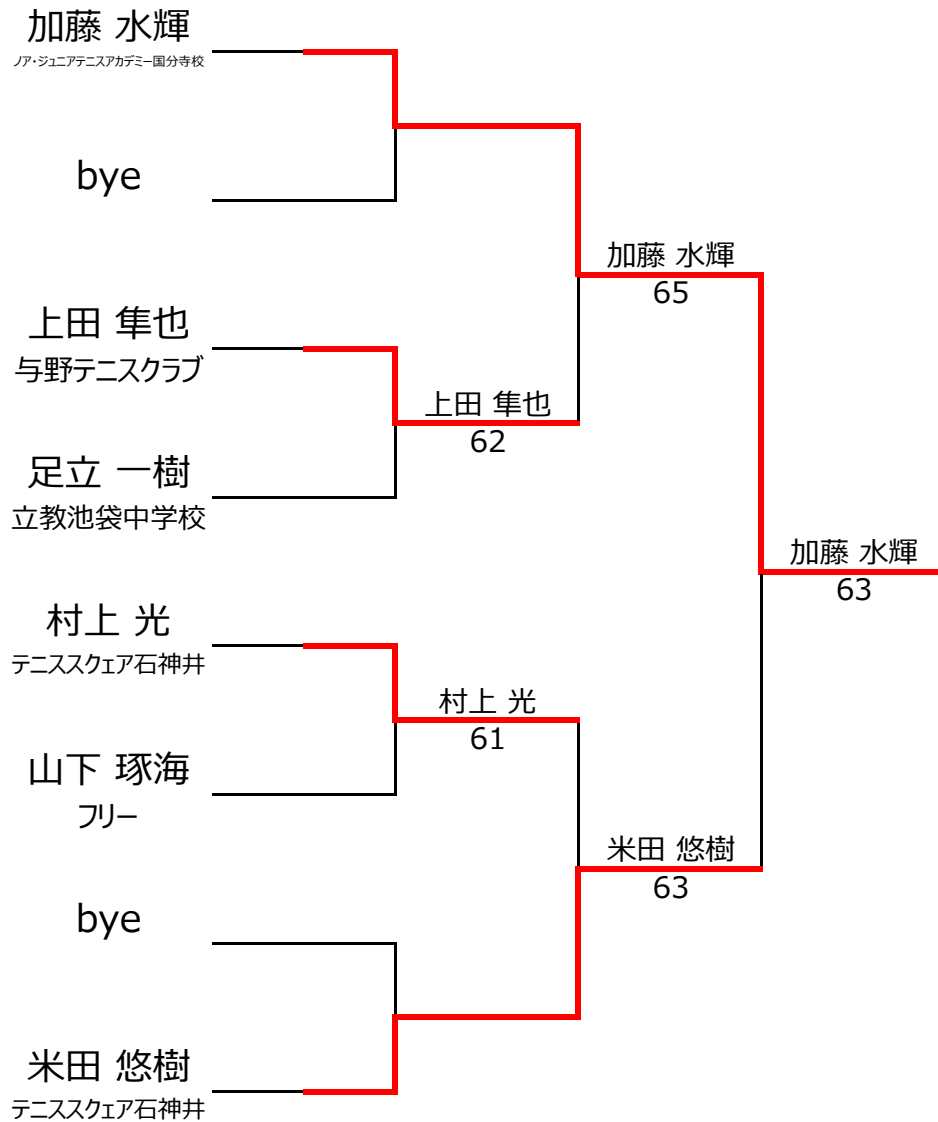 加藤 水輝
ノア・ジュニアテニスアカデミー国分寺校
bye
加藤 水輝
65
上田 隼也
与野テニスクラブ
上田 隼也
62
足立 一樹
立教池袋中学校
加藤 水輝
63
村上 光
テニススクェア石神井
村上 光
61
山下 琢海
フリー
米田 悠樹
63
bye
米田 悠樹
テニススクェア石神井